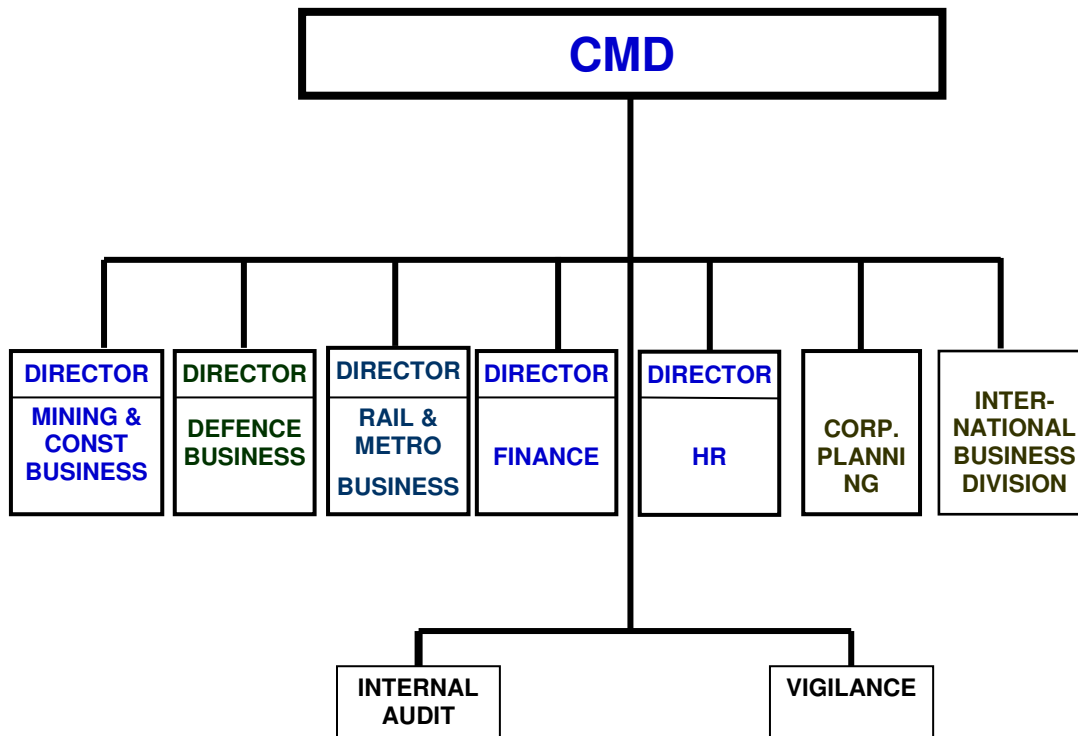 CMD
DIRECTOR
MINING &
CONST
BUSINESS
DIRECTOR
DEFENCE
BUSINESS
DIRECTOR
RAIL &
METRO
BUSINESS
DIRECTOR
FINANCE
DIRECTOR
HR
CORP.
PLANNI
NG
INTER-
NATIONAL
BUSINESS
DIVISION
INTERNAL
AUDIT
VIGILANCE